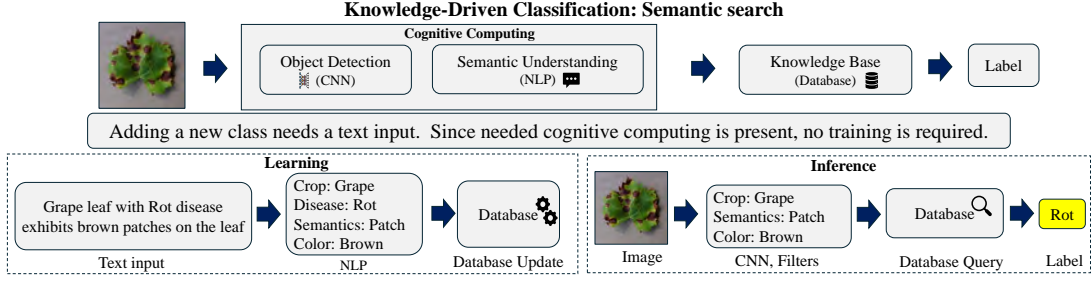 Knowledge-Driven Classification: Semantic search
Cognitive Computing
Object Detection
(CNN)
Semantic Understanding
(NLP)
Knowledge Base
(Database)
Label
Adding a new class needs a text input. Since needed cognitive computing is present, no training is required.
Learning
Grape leaf with Rot disease
exhibits brown patches on the leaf
Text input
Crop: Grape
Disease: Rot
Semantics: Patch
Color: Brown
NLP
Database
Database Update
Inference
Image
Crop: Grape
Semantics: Patch
Color: Brown
CNN, Filters
Database
Database Query
Rot
Label